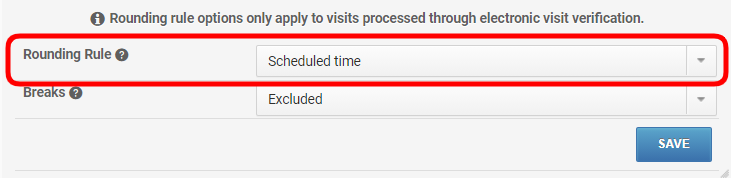 Rounding rule options only apply to visits processed through electronic visit verification.
Rounding Rule Scheduled time
Breaks Excluded
SAVE